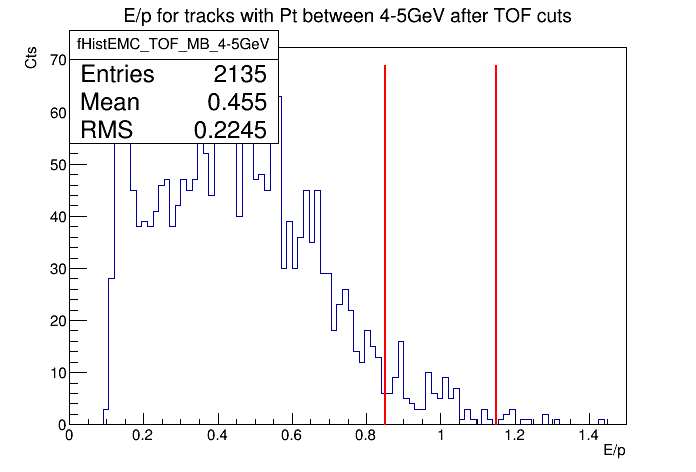 E/p for tracks with Pt between 4-5GeV after TOF cuts
Cts
fHistEMC_TOF_MB_4-5GeV
Entries 2135
Mean 0.455
RMS 0.2245
70
60
50
40
30
20
10
0
0 0.2 0.4 0.6 0.8 1 1.2 1.4
E/p